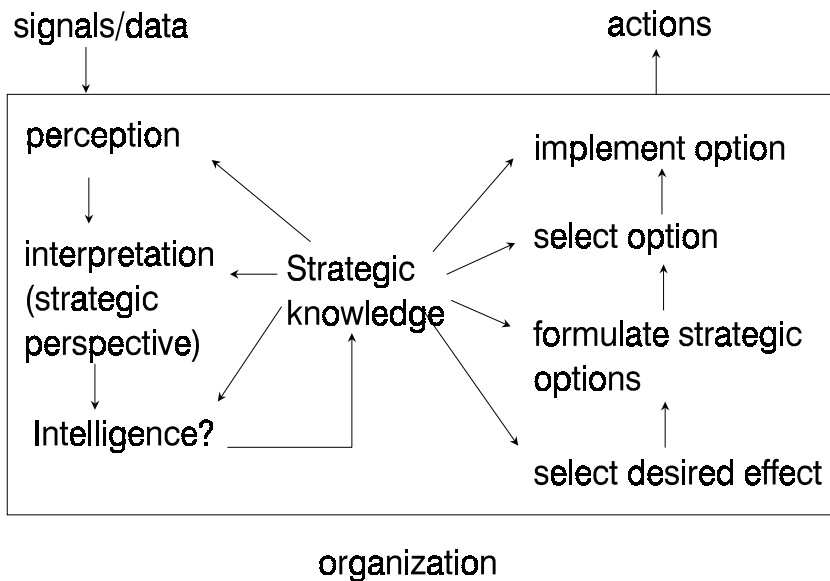 signals/data
actions
perception
interpretation
(strategic
perspective)
Intelligence?
Strategic
knowledge
implement option
select option
formulate strategic
options
select desired effect
organization